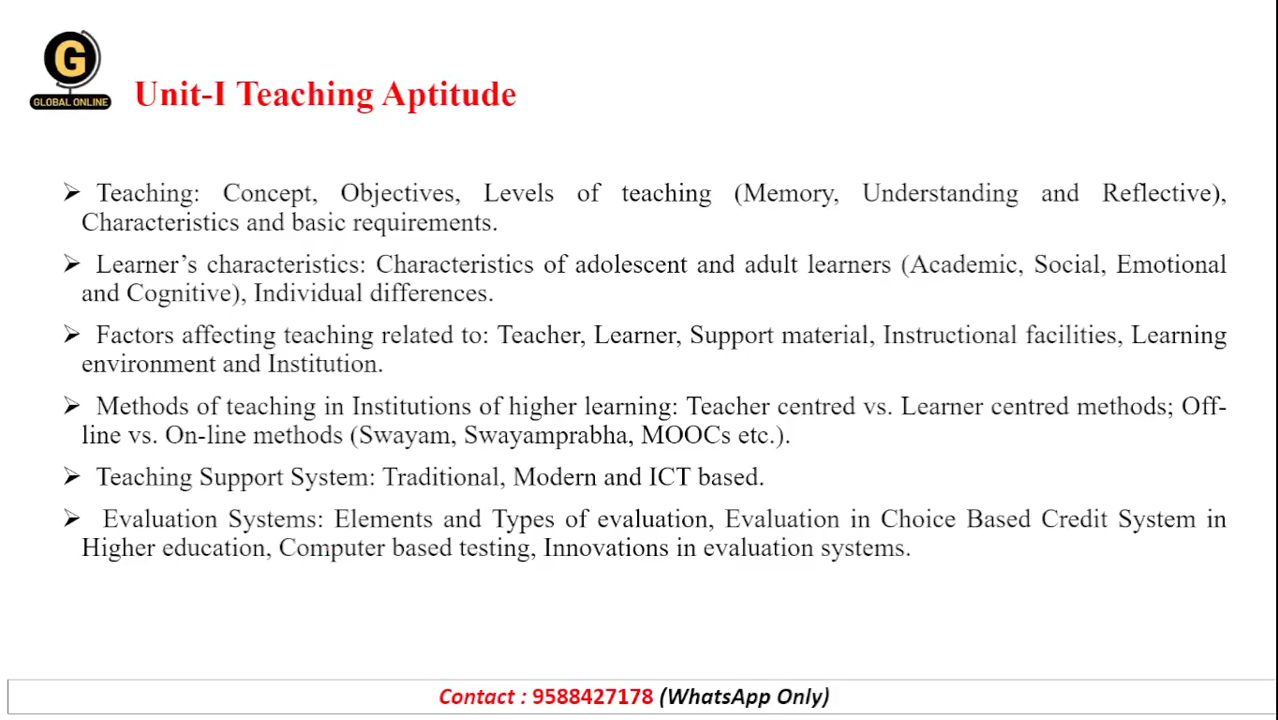 G
GLOBAL ONLINE
Unit-I Teaching Aptitude
➢ Teaching: Concept, Objectives, Levels of teaching (Memory, Understanding and Reflective),
Characteristics and basic requirements.
➢ Learner’s characteristics: Characteristics of adolescent and adult learners (Academic, Social, Emotional
and Cognitive), Individual differences.
➢ Factors affecting teaching related to: Teacher, Learner, Support material, Instructional facilities, Learning
environment and Institution.
➢ Methods of teaching in Institutions of higher learning: Teacher centred vs. Learner centred methods; Off-
line vs. On-line methods (Swayam, Swayamprabha, MOOCs etc.).
➢ Teaching Support System: Traditional, Modern and ICT based.
➢ Evaluation Systems: Elements and Types of evaluation, Evaluation in Choice Based Credit System in
Higher education, Computer based testing, Innovations in evaluation systems.
Contact : 9588427178 (WhatsApp Only)